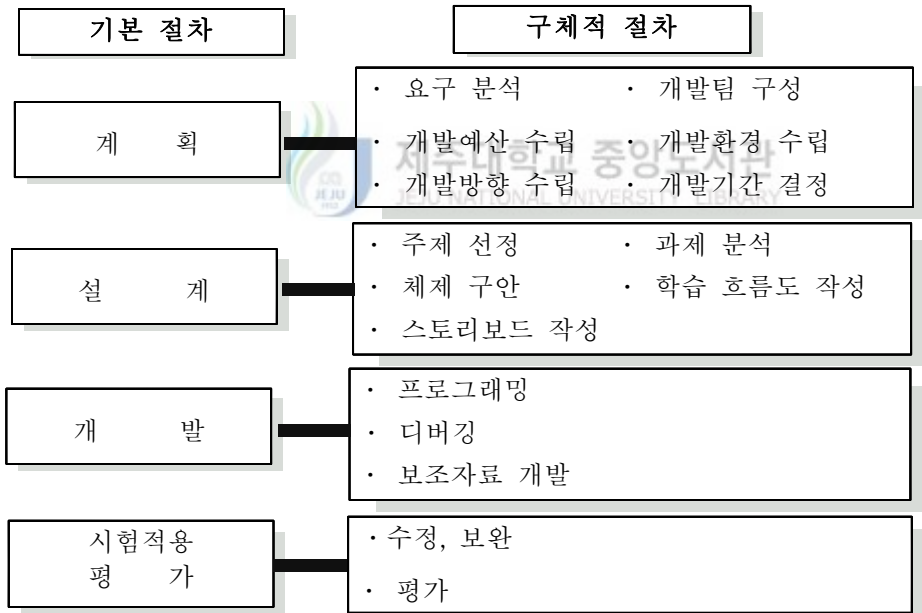 기본 절차
구체적 절차
계 획
· 요구 분석 · 개발팀 구성
· 개발예산 수립 · 개발환경 수립
· 개발방향 수립 · 개발기간 결정
제주대학교 중앙도서관
JEJU NATIONAL UNIVERSITY LIBRARY
JEJU
1952
설 계
· 주제 선정 · 과제 분석
· 체제 구안 · 학습 흐름도 작성
· 스토리보드 작성
개 발
· 프로그래밍
· 디버깅
· 보조자료 개발
시험적용
평 가
·수정, 보완
· 평가